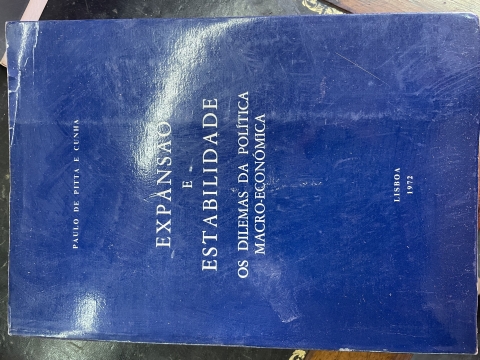 PAULO DE PITTA E CUNHA
EXPANSÃO
E
ESTABILIDADE
OS DILEMAS DA POLÍTICA
MACRO-ECONÓMICA
LISBOA
1972